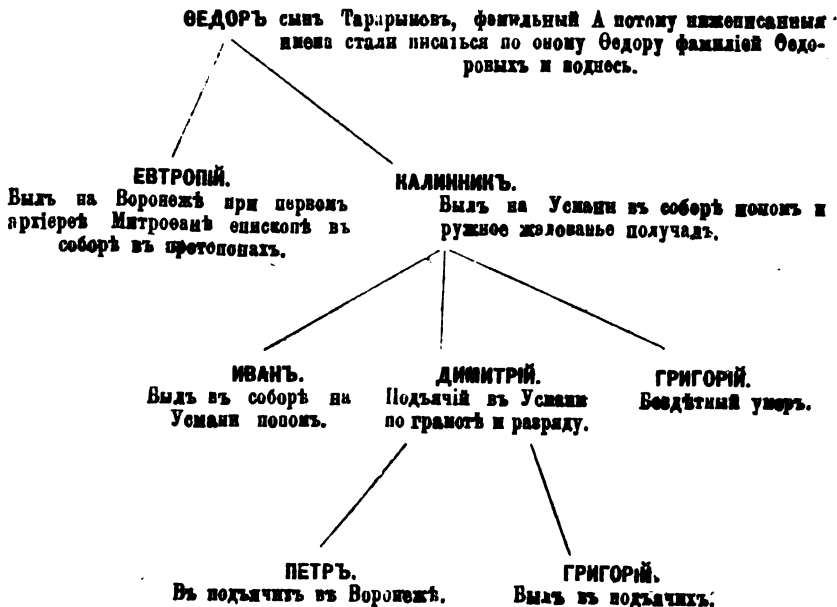 ѲЕДОРЪ сынъ Тарарыковъ, фамильный А потому нижеписанныя
имена стали писаться по оному Ѳедору фамиліей Ѳедо-
ровыхъ и поднесь.
ЕВТРОПІЙ.
Былъ на Воронежѣ при первомъ
архіереѣ Митрофанѣ епископѣ въ
соборѣ въ протопопахъ.
КАЛИННИКЪ.
Былъ на Усмани въ соборѣ попомъ и
ружное жалованье получалъ.
ИВАНЪ.
Былъ въ соборѣ на
Усмани попомъ.
ДИМИТРІЙ.
Подъячій въ Усмани
по грамотѣ и разряду.
ГРИГОРІЙ.
Бездѣтный умеръ.
ПЕТРЪ.
Въ подъячихъ въ Воронежѣ.
ГРИГОРІЙ.
Былъ въ подъячихъ.